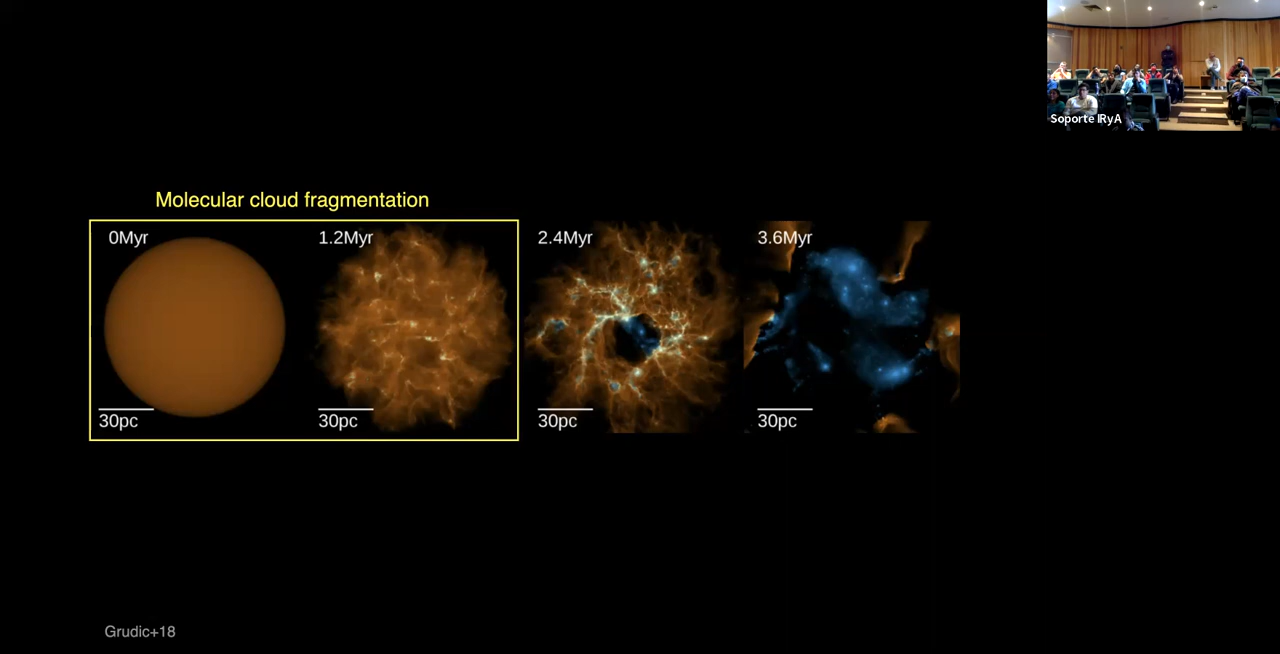 Soporte IRyA
Molecular cloud fragmentation
0Myr
1.2Myr
2.4Myr
3.6Myr
30pc
30pc
30pc
30pc
Grudic+18